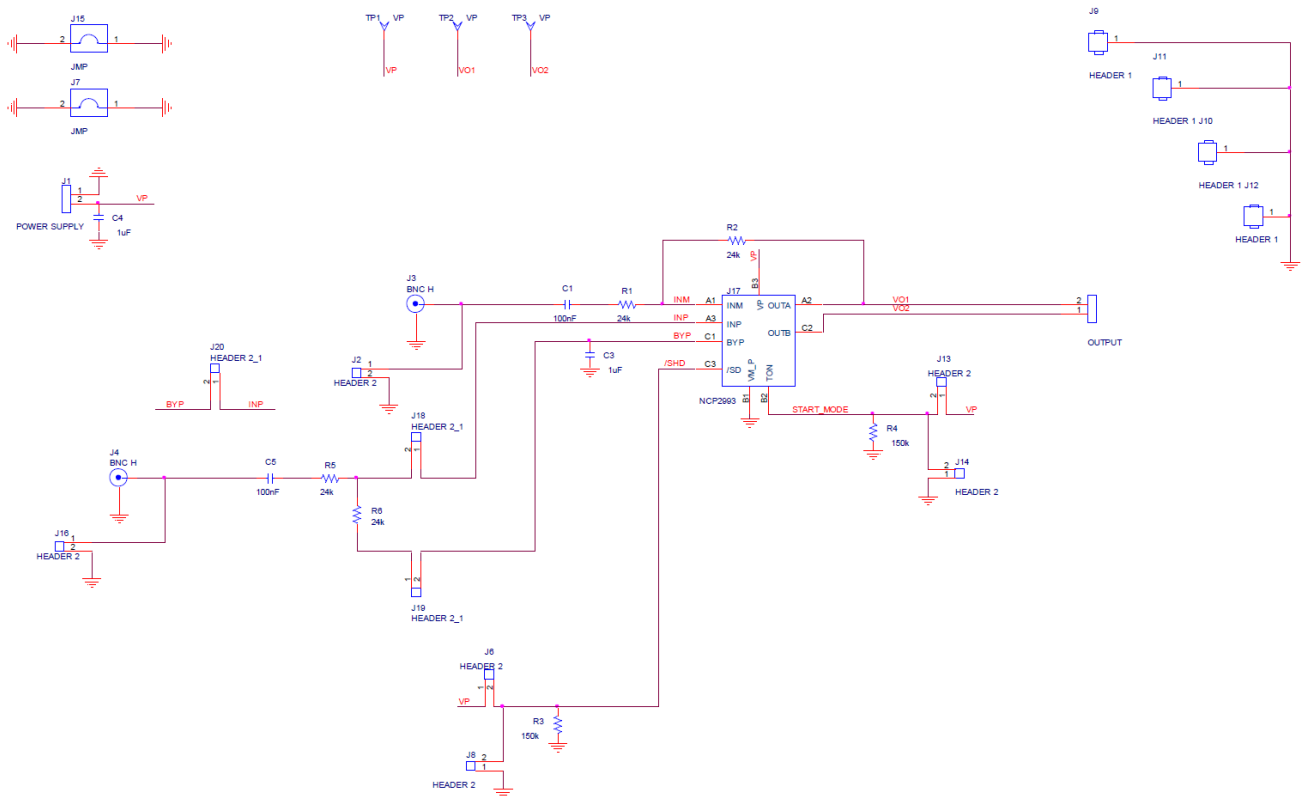 J15
2 1
JMP
J7
2 1
JMP
TP1 VP
VP
TP2 VP
VO1
TP3 VP
VO2
J9
1
HEADER 1
J11
1
HEADER 1 J10
1
HEADER 1 J12
1
HEADER 1
J1
1
2
VP
POWER SUPPLY
C4
1uF
R2
24k
VP
J3
BNC H
C1
100nF
R1
24k
J17
B3
INM A1 INM VP OUTA A2 VO1
INP A3 INP
BYP C1 BYP OUTB C2 VO2
/SHD C3 /SD VM_P TON
B1 B2
NCP2993
2
1
OUTPUT
C3
1uF
J2
1
2
HEADER 2
J20
HEADER 2_1
2 1
BYP INP
J18
HEADER 2_1
2 1
START_MODE
R4
150k
J13
HEADER 2
2 1
VP
2
1
J14
HEADER 2
J4
BNC H
C5
100nF
R5
24k
R6
24k
J16
1
2
HEADER 2
1 2
J19
HEADER 2_1
J6
HEADER 2
1 2
VP
R3
150k
J8
2
1
HEADER 2